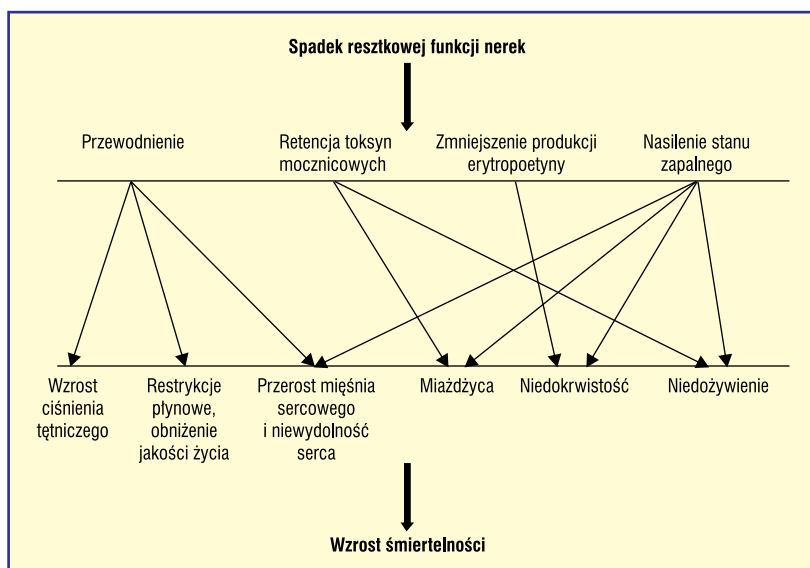 Spadek resztkowej funkcji nerek
Przewodnienie
Retencja toksyn
mocznicowych
Zmniejszenie produkcji
erytropoetyny
Nasilenie stanu
zapalnego
Wzrost
ciśnienia
tętniczego
Restrykcje
płynowe,
obniżenie
jakości życia
Przerost mięśnia
sercowego
i niewydolność
serca
Miażdżyca
Niedokrwistość
Niedożywienie
Wzrost śmiertelności